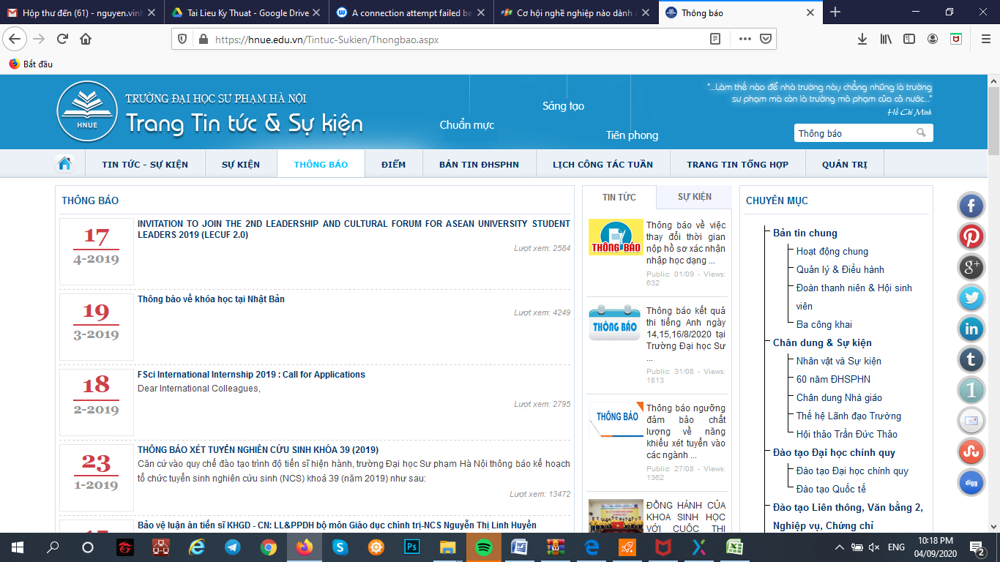 Hộp thư đến (61) - nguyen.vinh
Tai Lieu Ky Thuat - Google Drive
A connection attempt failed be
Cơ hội nghề nghiệp nào dành c
Thông báo
https://hnue.edu.vn/Tintuc-Sukien/Thongbao.aspx
Bắt đầu
HNUE
TRƯỜNG ĐẠI HỌC SƯ PHẠM HÀ NỘI
Trang Tin tức & Sự kiện
Chuẩn mực
Sáng tạo
Tiên phong
"...Làm thế nào để nhà trường này chẳng những là trường
sư phạm mà còn là trường mô phạm của cả nước..."
Hồ Chí Minh
Thông báo
TIN TỨC - SỰ KIỆN
SỰ KIỆN
THÔNG BÁO
ĐIỂM
BẢN TIN ĐHSPHN
LỊCH CÔNG TÁC TUẦN
TRANG TIN TỔNG HỢP
QUẢN TRỊ
THÔNG BÁO
17
4-2019
INVITATION TO JOIN THE 2ND LEADERSHIP AND CULTURAL FORUM FOR ASEAN UNIVERSITY STUDENT
LEADERS 2019 (LECUF 2.0)
Lượt xem: 2584
19
3-2019
Thông báo về khóa học tại Nhật Bản
Lượt xem: 4249
18
2-2019
FSci International Internship 2019 : Call for Applications
Dear International Colleagues,
Lượt xem: 2795
23
1-2019
THÔNG BÁO XÉT TUYỂN NGHIÊN CỨU SINH KHÓA 39 (2019)
Căn cứ vào quy chế đào tạo trình độ tiến sĩ hiện hành, trường Đại học Sư phạm Hà Nội thông báo kế hoạch
tổ chức tuyển sinh nghiên cứu sinh (NCS) khoá 39 (năm 2019) như sau:
Lượt xem: 13472
Bảo vệ luận án tiến sĩ KHGD - CN: LL&PPDH bộ môn Giáo dục chính trị-NCS Nguyễn Thị Linh Huyền
TIN TỨC
SỰ KIỆN
THÔNG BÁO
Thông báo về việc
thay đổi thời gian
nộp hồ sơ xác nhận
nhập học dạng ...
Public: 01/09 - Views:
632
THÔNG BÁO
Thông báo kết quả
thi tiếng Anh ngày
14,15,16/8/2020 tại
Trường Đại học Sư
...
Public: 31/08 - Views:
1813
THÔNG BÁO
Thông báo ngưỡng
đảm bảo chất
lượng về năng
khiếu xét tuyển vào
các ngành ...
Public: 27/08 - Views:
1362
ĐỒNG HÀNH CỦA
KHOA SINH HỌC
VỚI CUỘC THI
CHUYÊN MỤC
Bản tin chung
Hoạt động chung
Quản lý & Điều hành
Đoàn thanh niên & Hội sinh
viên
Ba công khai
Chân dung & Sự kiện
Nhân vật và Sự kiện
60 năm ĐHSPHN
Chân dung Nhà giáo
Thế hệ Lãnh đạo Trường
Hội thảo Trần Đức Thảo
Đào tạo Đại học chính quy
Đào tạo Đại học chính quy
Đào tạo Quốc tế
Đào tạo Liên thông, Văn bằng 2,
Nghiệp vụ, Chứng chỉ
digg
ENG
10:18 PM
04/09/2020
2